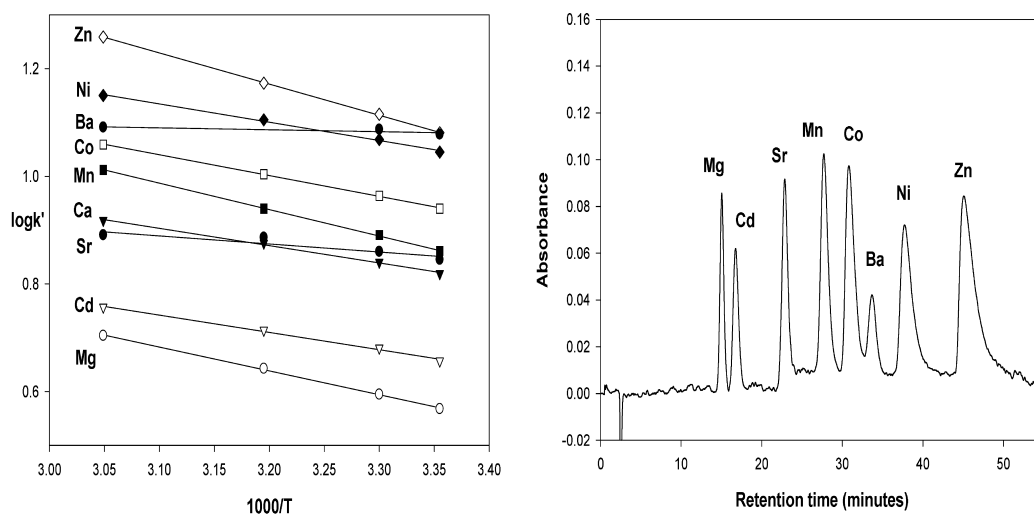 Zn
1.2
Ni
Ba
Co
1.0
Mn
logk'
Ca
Sr
0.8
Cd
Mg
0.6
3.00 3.05 3.10 3.15 3.20 3.25 3.30 3.35 3.40
1000/T
0.16
0.14
0.12
Mn
Co
0.10
Sr
Mg
Zn
0.08
Ni
Cd
0.06
Ba
0.04
0.02
0.00
-0.02
Absorbance
0 10 20 30 40 50
Retention time (minutes)